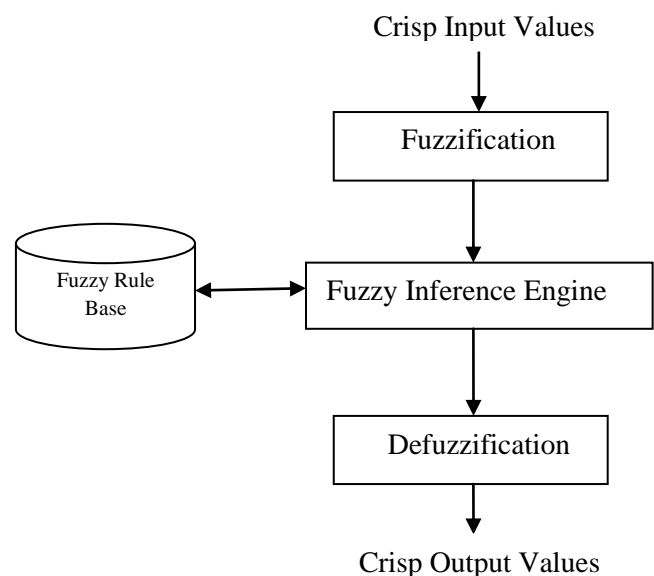 Crisp Input Values
Fuzzification
Fuzzy Rule
Base
Fuzzy Inference Engine
Defuzzification
Crisp Output Values